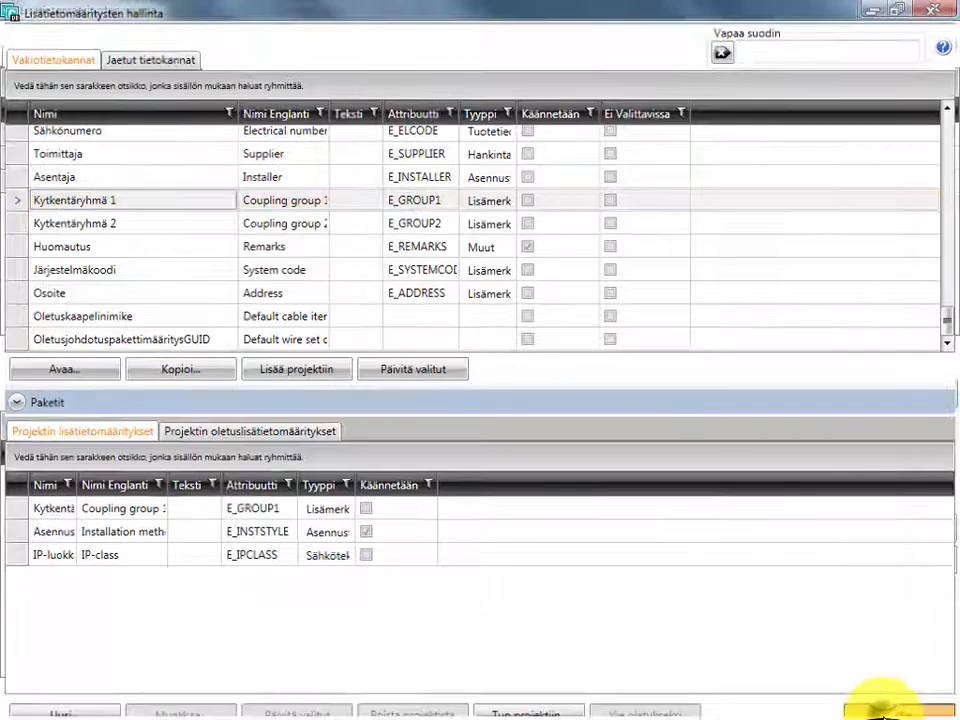 Lisätietomääritysten hallinta
Vapaa suodin
Vakiotietokannat Jaetut tietokannat
Vedä tähän sen sarakkeen otsikko, jonka sisällön mukaan haluat ryhmittää.
Nimi Nimi Englanti Teksti Attribuutti Tyyppi Käännetään Ei Valittavissa
Sähkönumero Electrical number E_ELCODE Tuotetiec
Toimittaja Supplier E_SUPPLIER Hankinta
Asentaja Installer E_INSTALLER Asennus
> Kytkentäryhmä 1 Coupling group 1 E_GROUP1 Lisämerk
Kytkentäryhmä 2 Coupling group 2 E_GROUP2 Lisämerk
Huomautus Remarks E_REMARKS Muut
Järjestelmäkoodi System code E_SYSTEMCOD Lisämerk
Osoite Address E_ADDRESS Lisämerk
Oletuskaapelinimike Default cable iter
OletusjohdotuspakettimääritysGUID Default wire set c
Avaa... Kopioi... Lisää projektiin Päivitä valitut
Paketit
Projektin lisätietomääritykset Projektin oletuslisätietomääritykset
Vedä tähän sen sarakkeen otsikko, jonka sisällön mukaan haluat ryhmittää.
Nimi Nimi Englanti Teksti Attribuutti Tyyppi Käännetään
Kytkentä Coupling group 1 E_GROUP1 Lisämerk
Asennus Installation meth E_INSTSTYLE Asennus
IP-luokk IP-class E_IPCLASS Sähkötek
Uusi... Muokkaa... Päivitä valitut Poista projektista Tuo projektiin Vie oletuksiksi